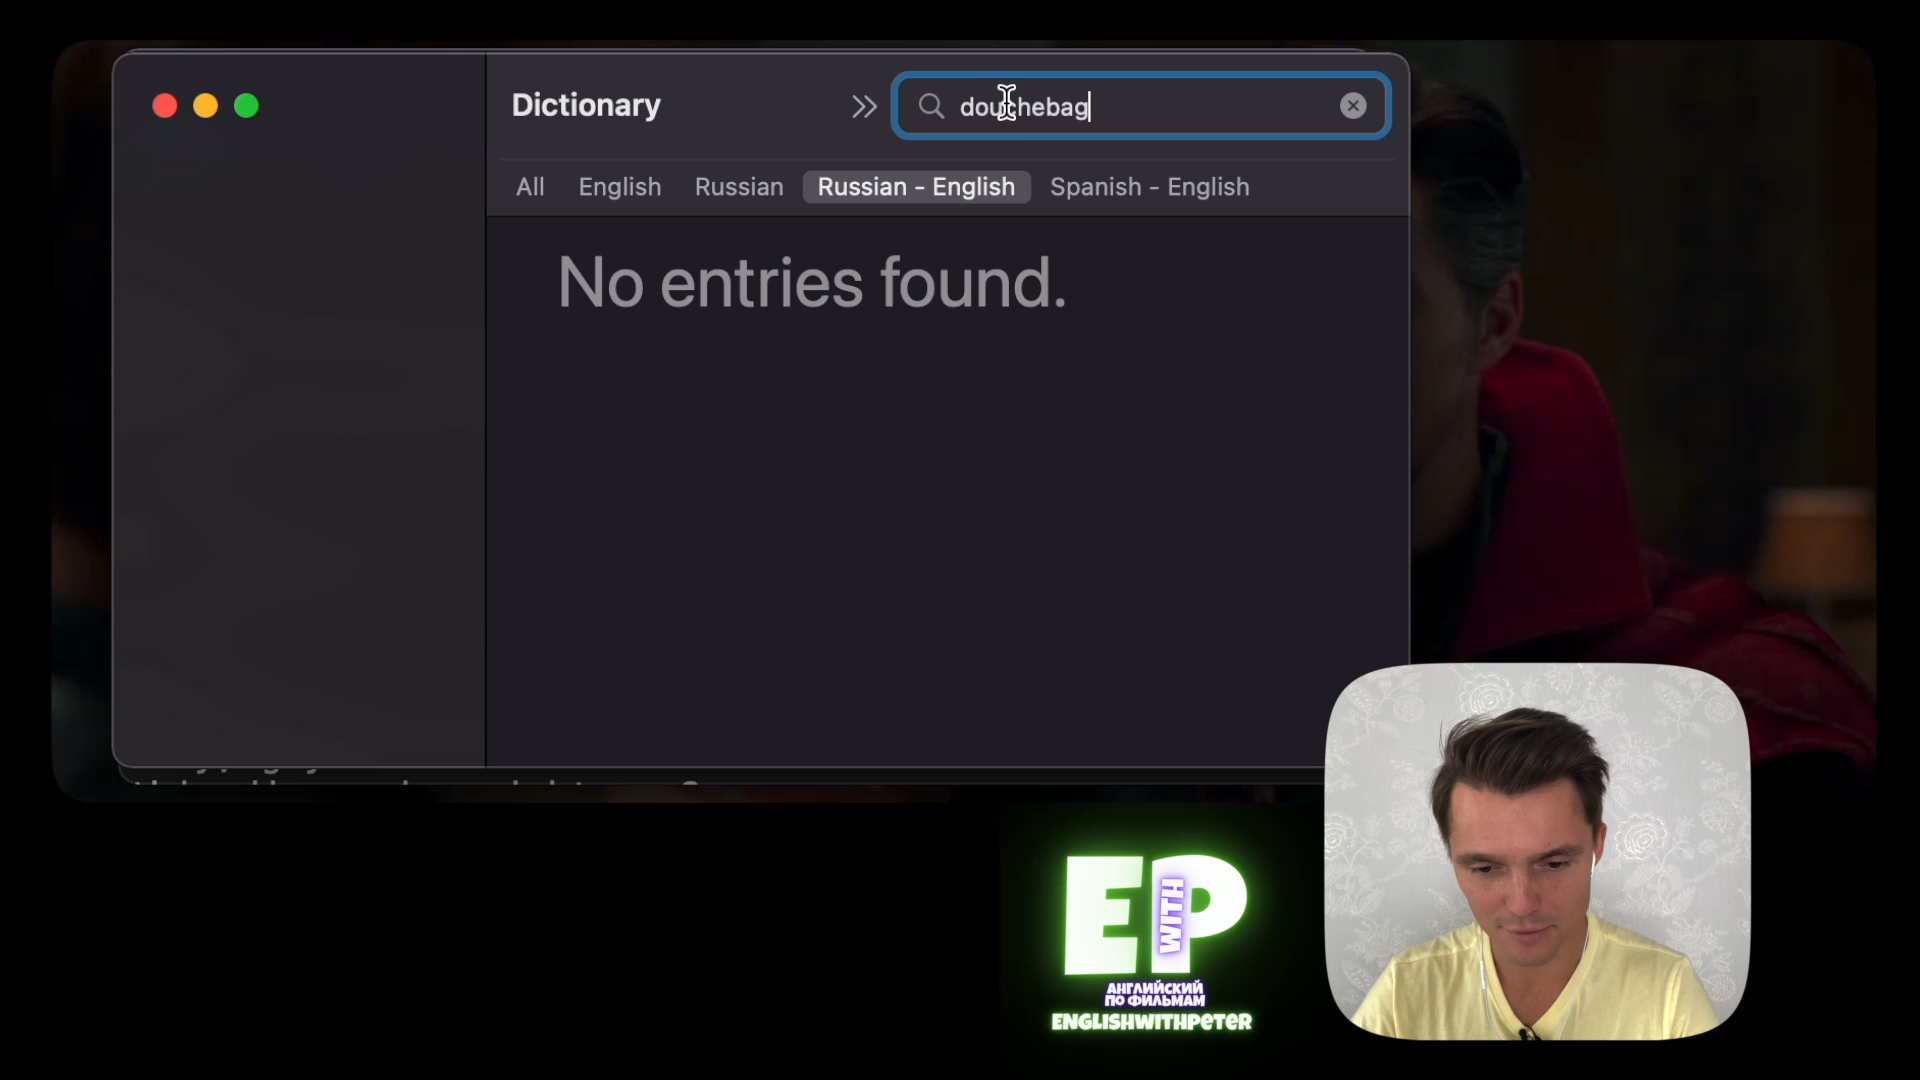 Dictionary
douchebag
All English Russian Russian - English Spanish - English
No entries found.
EP
WITH
АНГЛИЙСКИЙ
ПО ФИЛЬМАМ
ENGLISHWITHPETER